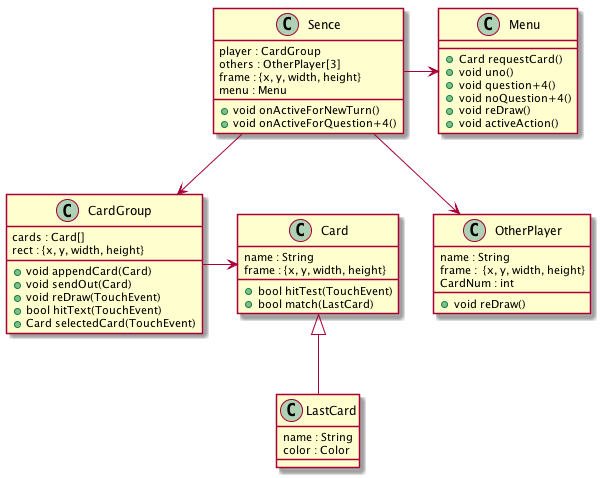 C Sence
player : CardGroup
others : OtherPlayer[3]
frame : {x, y, width, height}
menu : Menu
void onActiveForNewTurn()
void onActiveForQuestion+4()
C Menu
Card requestCard()
void uno()
void question+4()
void noQuestion+4()
void reDraw()
void activeAction()
C CardGroup
cards : Card[]
rect : {x, y, width, height}
void appendCard(Card)
void sendOut(Card)
void reDraw(TouchEvent)
bool hitText(TouchEvent)
Card selectedCard(TouchEvent)
C Card
name : String
frame : {x, y, width, height}
bool hitTest(TouchEvent)
bool match(LastCard)
C OtherPlayer
name : String
frame : {x, y, width, height}
CardNum : int
void reDraw()
C LastCard
name : String
color : Color